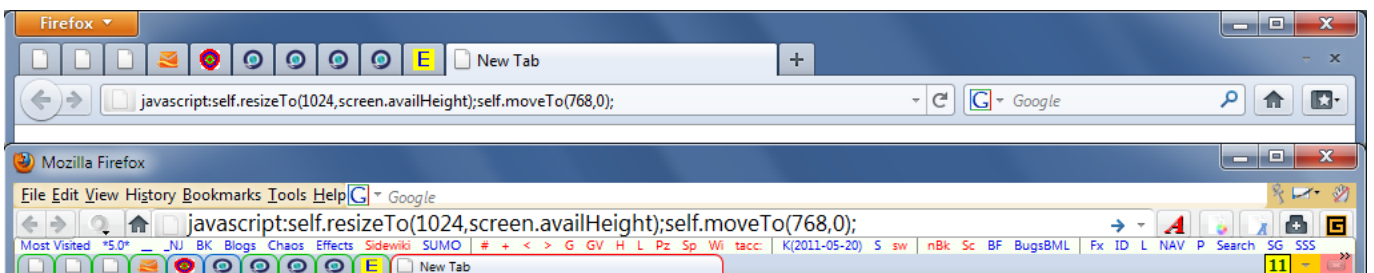 Firefox
E New Tab +
javascript:self.resizeTo(1024,screen.availHeight);self.moveTo(768,0); G Google
Mozilla Firefox
File Edit View History Bookmarks Tools Help G Google
javascript:self.resizeTo(1024,screen.availHeight);self.moveTo(768,0); A G
Most Visited *5.0* __ _NJ BK Blogs Chaos Effects Sidewiki SUMO # + < > G GV H L Pz Sp Wi tacc: K(2011-05-20) S sw nBk Sc BF BugsBML Fx ID L NAV P Search SG SSS
E New Tab 11